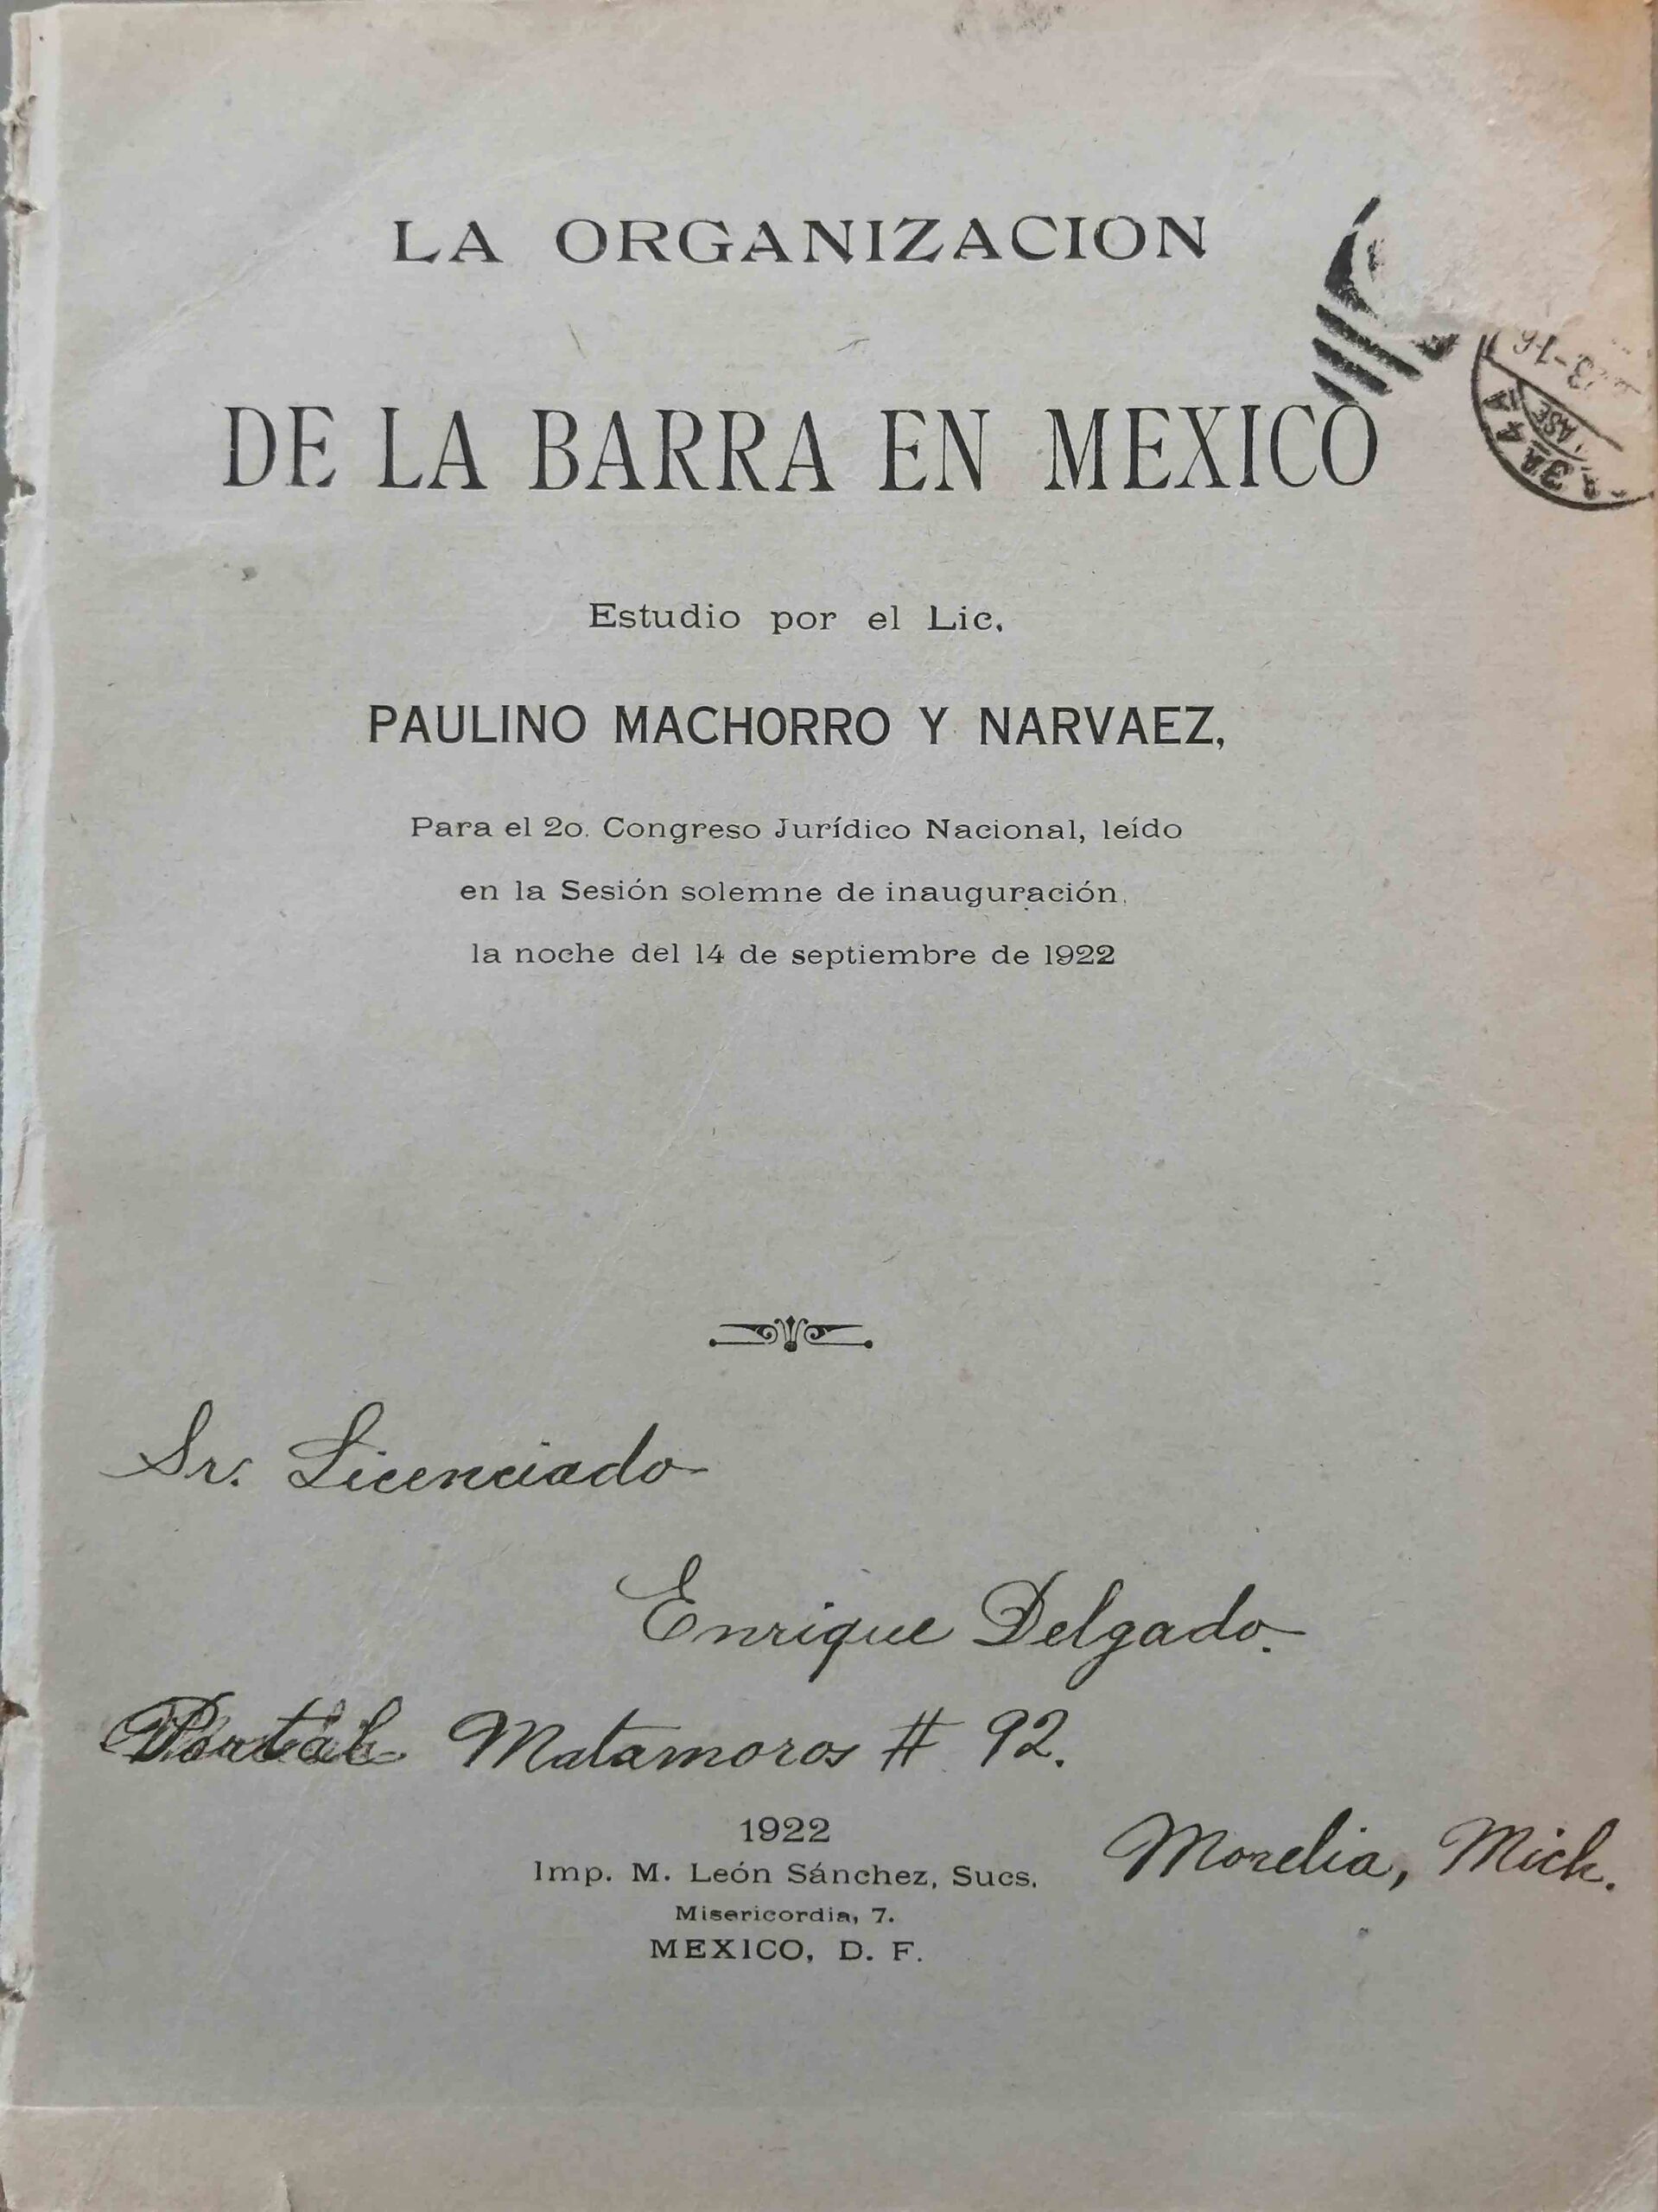 LA ORGANIZACION
DE LA BARRA EN MEXICO
Estudio por el Lic.
PAULINO MACHORRO Y NARVAEZ,
Para el 2o. Congreso Jurídico Nacional, leído
en la Sesión solemne de inauguración,
la noche del 14 de septiembre de 1922
Sr. Licenciado
Enrique Delgado.
Portal Matamoros # 92.
Morelia, Mich.
1922
Imp. M. León Sánchez, Sucs.
Misericordia, 7.
MEXICO, D. F.